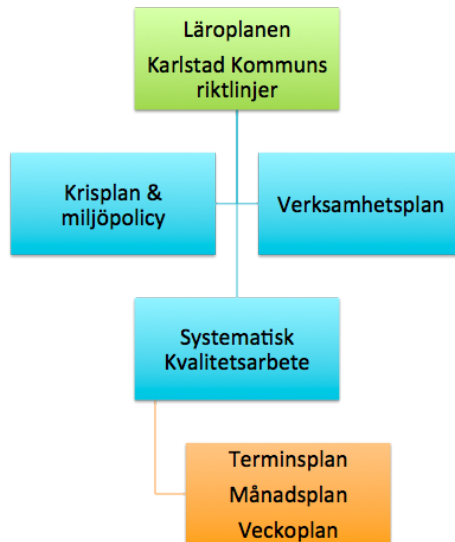 Läroplanen
Karlstad Kommuns
riktlinjer
Krisplan &
miljöpolicy
Verksamhetsplan
Systematisk
Kvalitetsarbete
Terminsplan
Månadsplan
Veckoplan